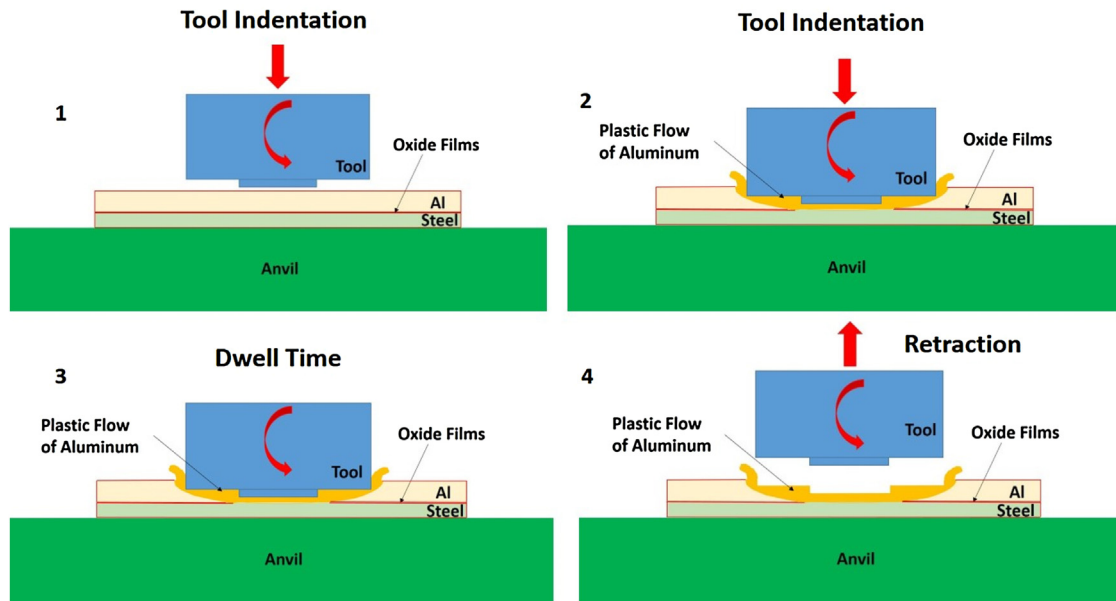 Tool Indentation
1
Oxide Films
Tool
Al
Steel
Anvil
Tool Indentation
2
Plastic Flow
of Aluminum
Oxide Films
Tool
Al
Steel
Anvil
Dwell Time
3
Plastic Flow
of Aluminum
Oxide Films
Tool
Al
Steel
Anvil
Retraction
4
Plastic Flow
of Aluminum
Tool
Oxide Films
Al
Steel
Anvil